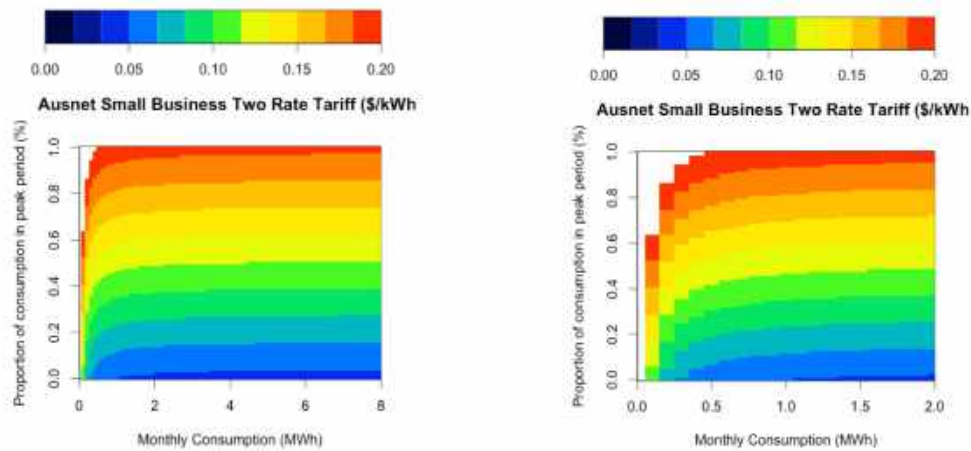 0.00 0.05 0.10 0.15 0.20
Ausnet Small Business Two Rate Tariff ($/kWh
Proportion of consumption in peak period (%)
1.0
0.8
0.6
0.4
0.2
0.0
0 2 4 6 8
Monthly Consumption (MWh)
0.00 0.05 0.10 0.15 0.20
Ausnet Small Business Two Rate Tariff ($/kWh
Proportion of consumption in peak period (%)
1.0
0.8
0.6
0.4
0.2
0.0
0.0 0.5 1.0 1.5 2.0
Monthly Consumption (MWh)